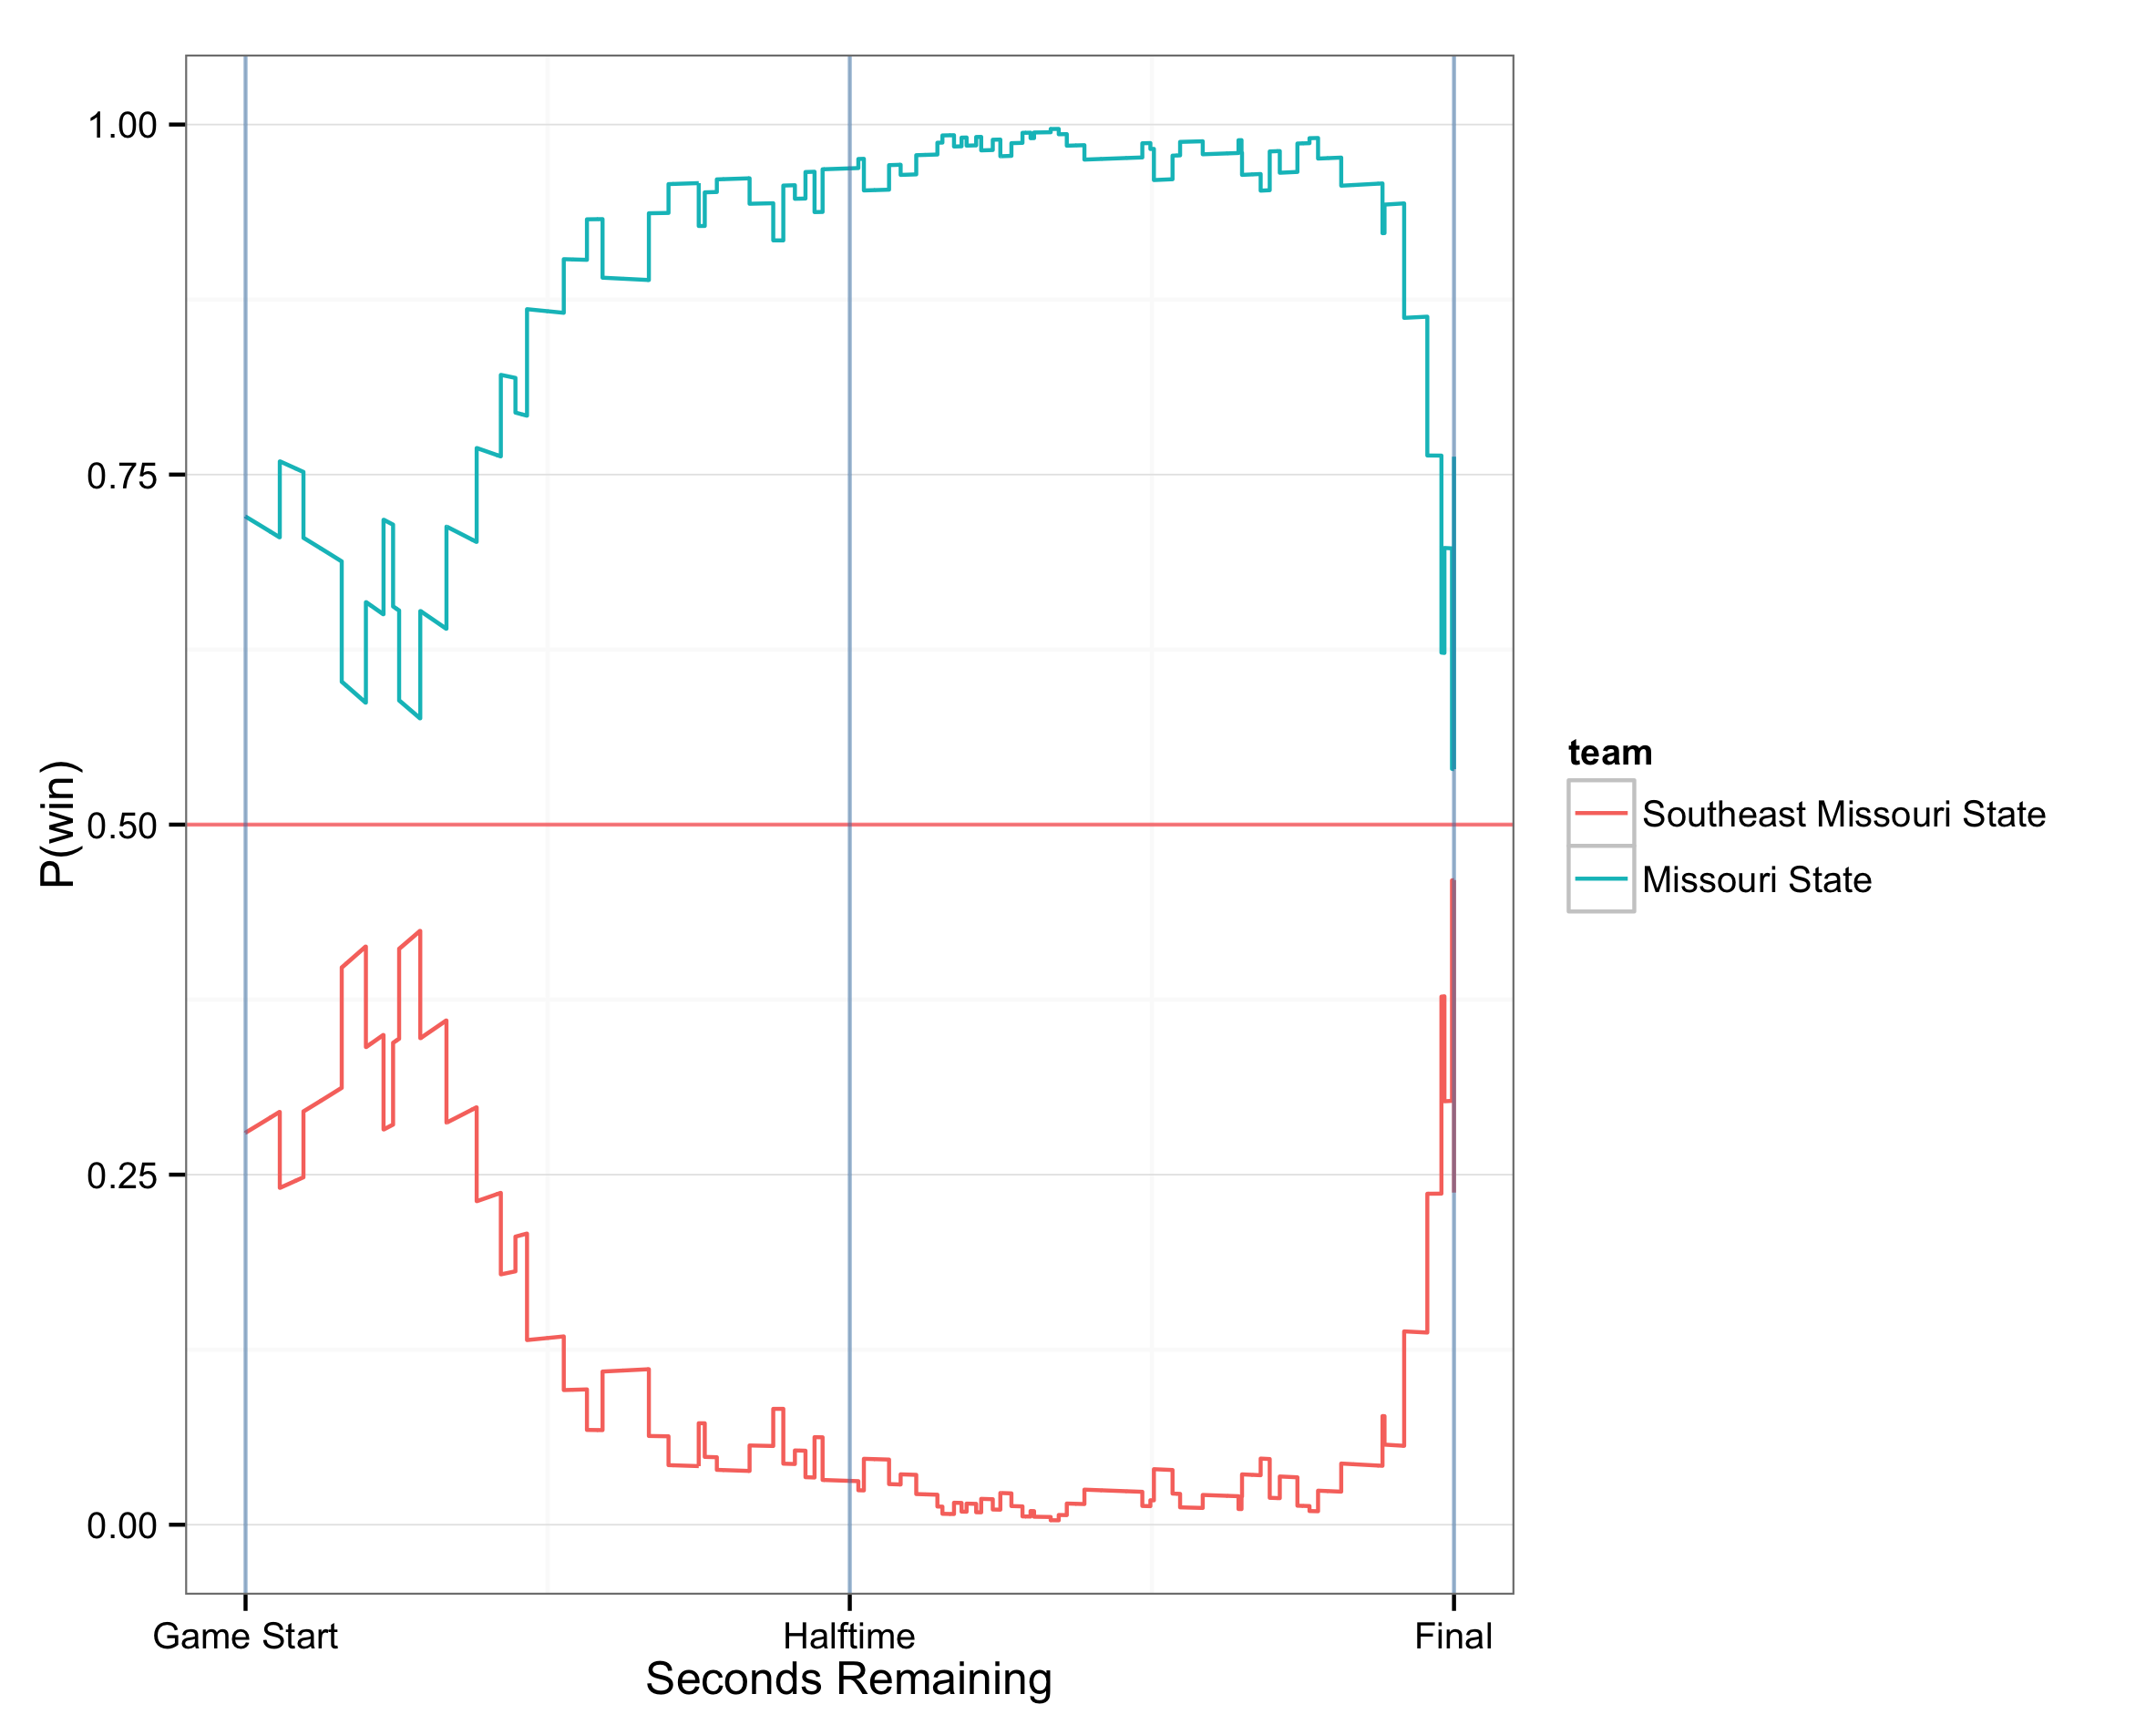 1.00
0.75
0.50
0.25
0.00
P(win)
Game Start
Halftime
Final
Seconds Remaining
team
Southeast Missouri State
Missouri State